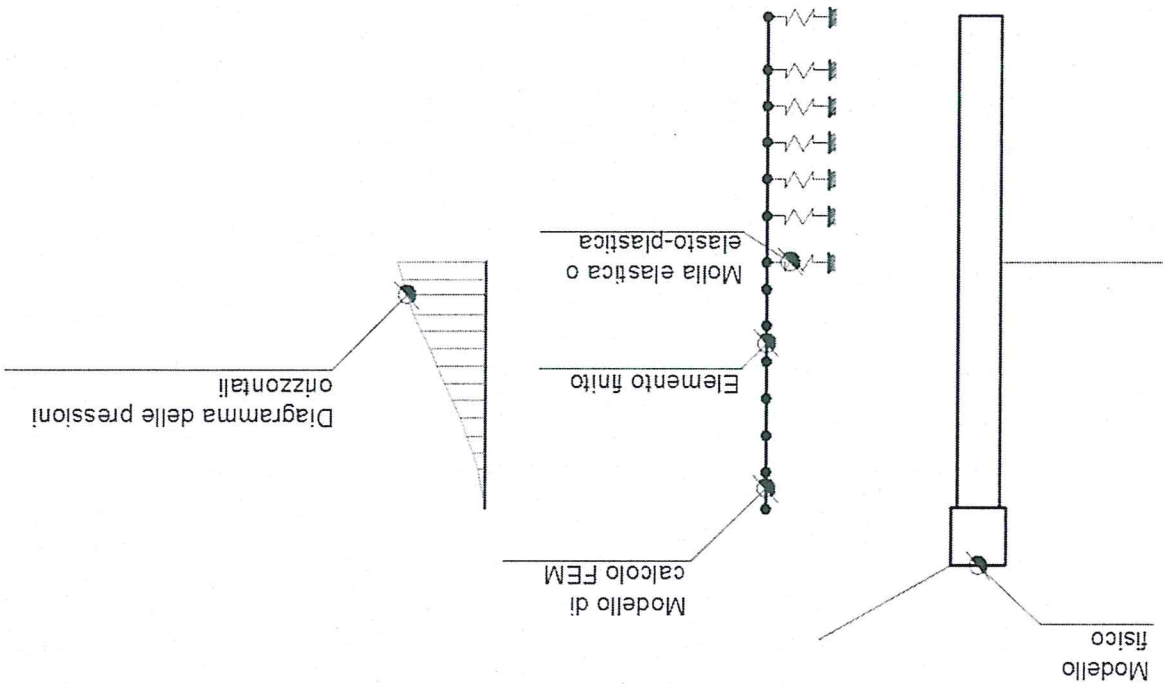 Modello
fisico
Modello di
calcolo FEM
Diagramma delle pressioni
orizzontali
Elemento finito
Molla elastica o
elasto-plastica